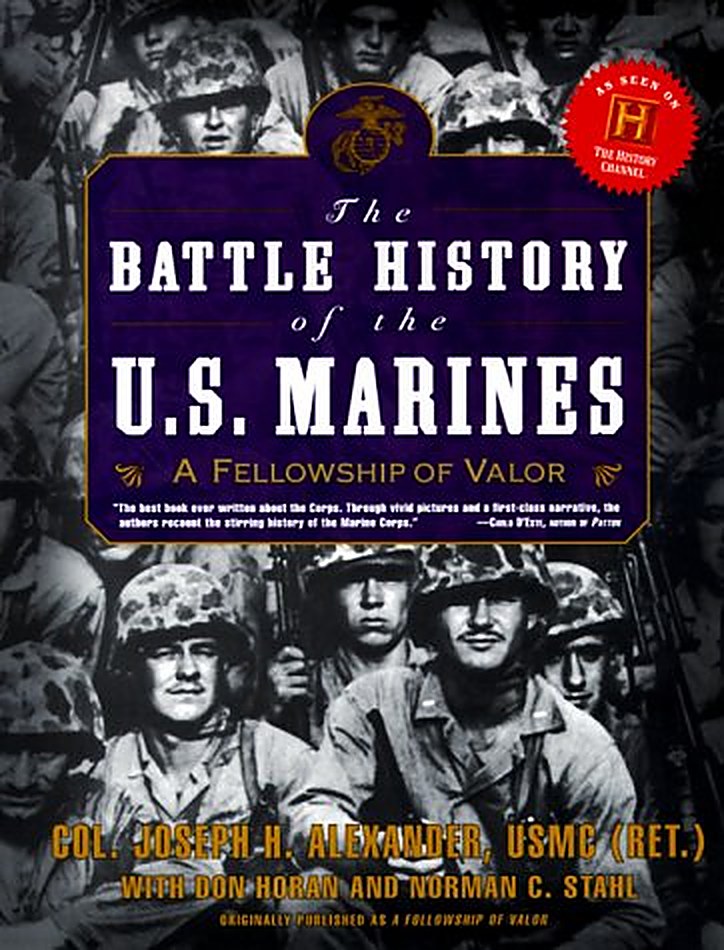 AS SEEN ON
H
THE HISTORY
CHANNEL.
The
BATTLE HISTORY
of the
U.S. MARINES
A FELLOWSHIP OF VALOR
"The best book ever written about the Corps. Through vivid pictures and a first-class narrative, the
authors recount the stirring history of the Marine Corps." —CARLO D'ESTE, AUTHOR OF PATTON
COL. JOSEPH H. ALEXANDER, USMC (RET.)
WITH DON HORAN AND NORMAN C. STAHL
ORIGINALLY PUBLISHED AS A FELLOWSHIP OF VALOR